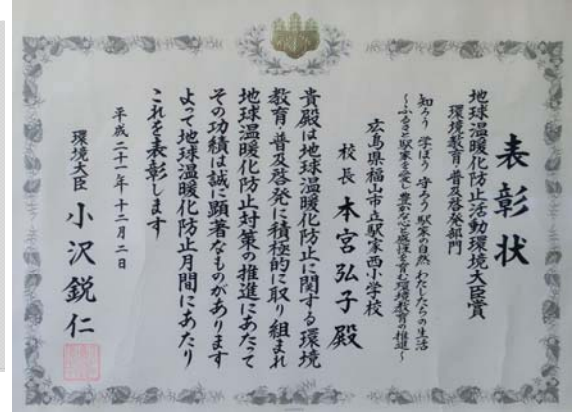 表彰状
地球温暖化防止活動環境大臣賞
環境教育・普及啓発部門
知ろう 学ぼう 守ろう 駅家の自然 わたしたちの生活
～ふるさと駅家を愛し 豊かな心と感性を育む環境教育の推進～
広島県福山市立駅家西小学校
校長 本宮弘子 殿
貴殿は地球温暖化防止に関する環境
教育・普及啓発に積極的に取り組まれ
地球温暖化防止対策の推進にあたって
その功績は誠に顕著なものがあります
よって地球温暖化防止月間にあたり
これを表彰します
平成二十一年十二月二日
環境大臣 小沢鋭仁